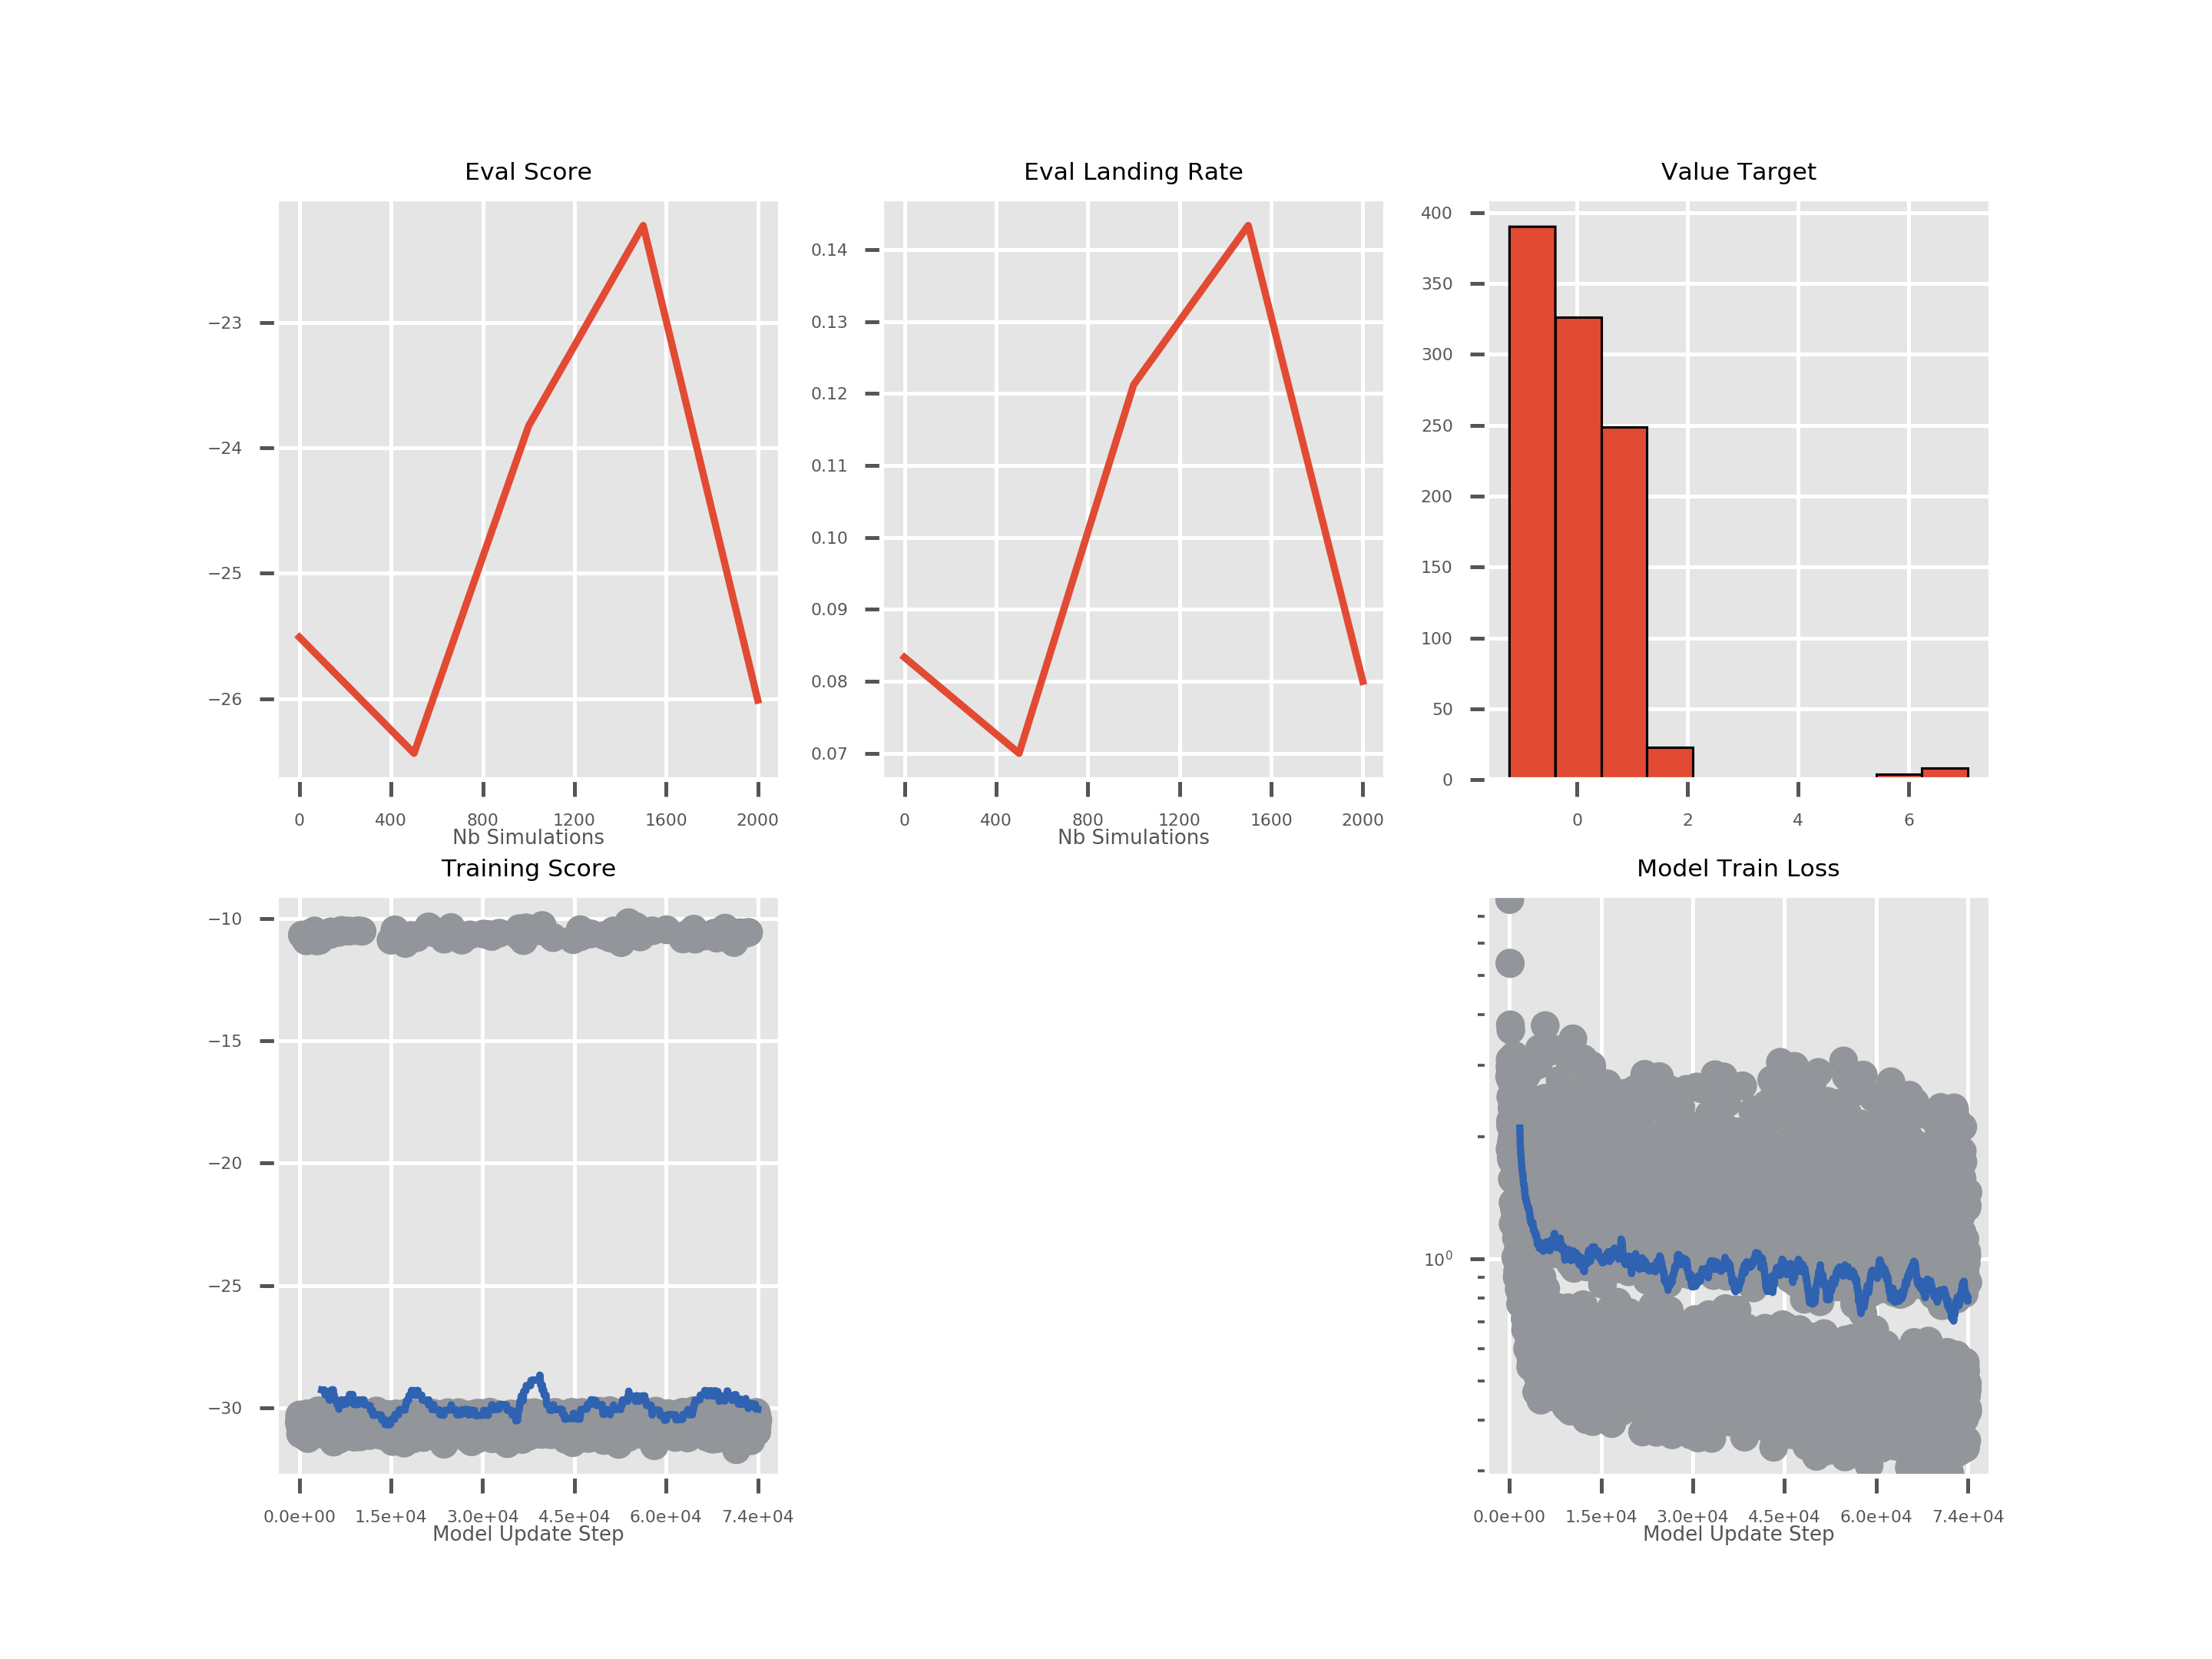 Eval Score
−23
−24
−25
−26
0 400 800 1200 1600 2000
Nb Simulations
Eval Landing Rate
0.14
0.13
0.12
0.11
0.10
0.09
0.08
0.07
0 400 800 1200 1600 2000
Nb Simulations
Value Target
400
350
300
250
200
150
100
50
0
0 2 4 6
Training Score
−10
−15
−20
−25
−30
0.0e+00 1.5e+04 3.0e+04 4.5e+04 6.0e+04 7.4e+04
Model Update Step
Model Train Loss
10⁰
0.0e+00 1.5e+04 3.0e+04 4.5e+04 6.0e+04 7.4e+04
Model Update Step